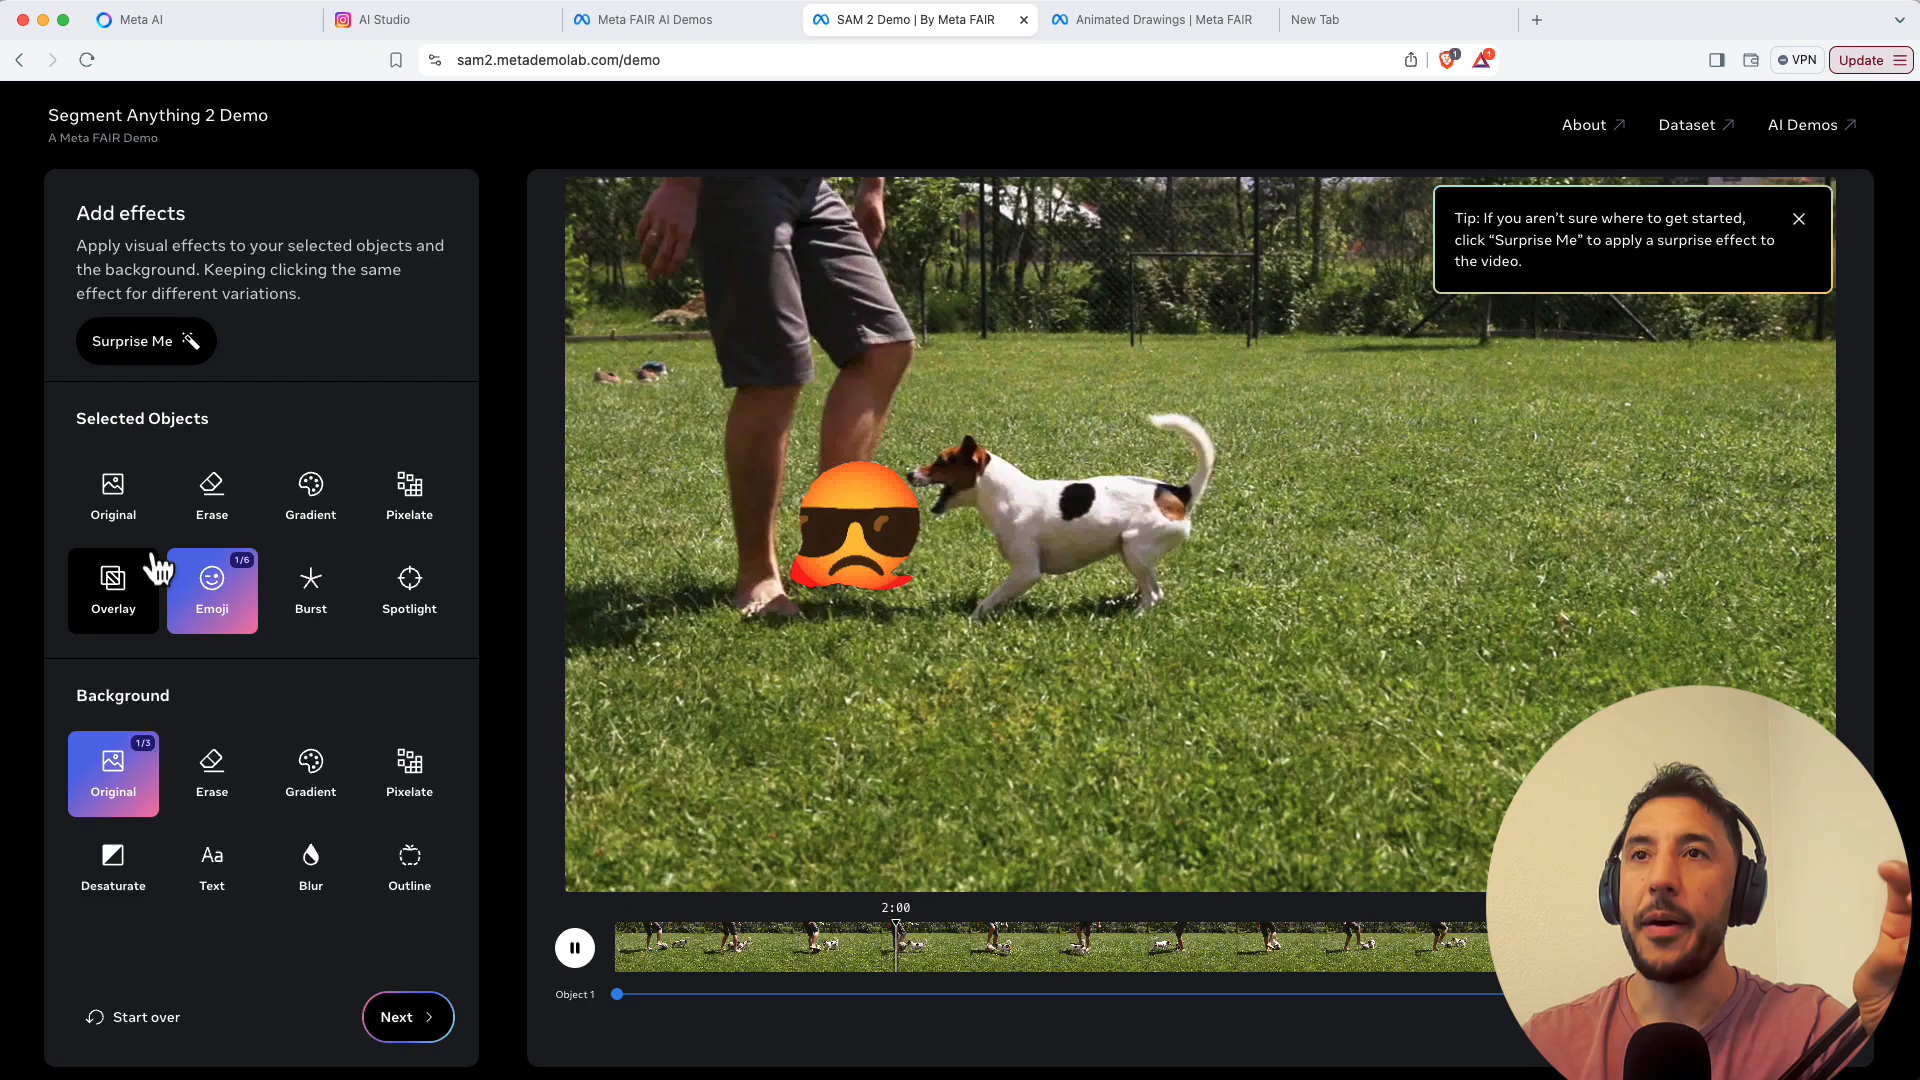 Meta AI
AI Studio
Meta FAIR AI Demos
SAM 2 Demo | By Meta FAIR
Animated Drawings | Meta FAIR
New Tab
sam2.metademolab.com/demo
1
1
VPN
Update
Segment Anything 2 Demo
A Meta FAIR Demo
About
Dataset
AI Demos
Add effects
Apply visual effects to your selected objects and
the background. Keeping clicking the same
effect for different variations.
Surprise Me
Tip: If you aren't sure where to get started,
click “Surprise Me” to apply a surprise effect to
the video.
Selected Objects
Original
Erase
Gradient
Pixelate
Overlay
1/6
Emoji
Burst
Spotlight
Background
1/3
Original
Erase
Gradient
Pixelate
Desaturate
Aa
Text
Blur
Outline
2:00
Object 1
Start over
Next